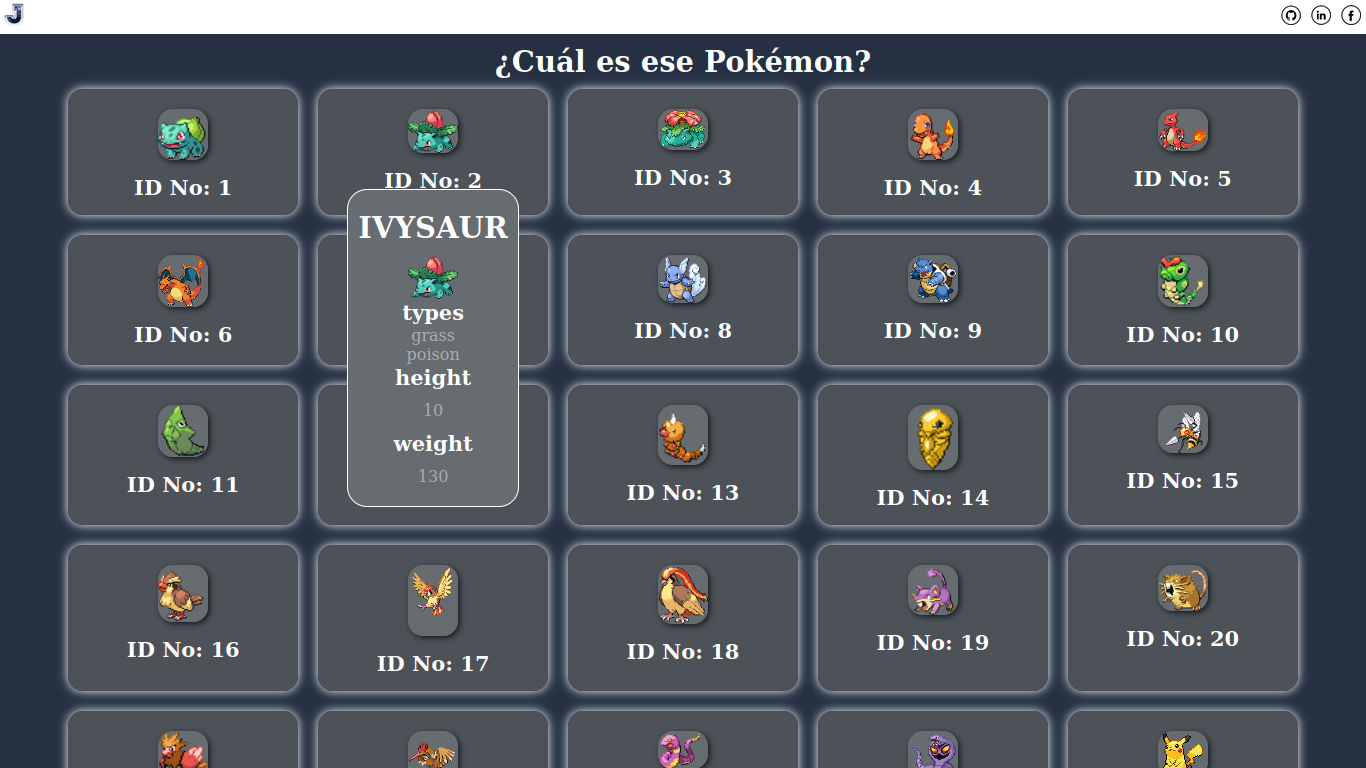 J
¿Cuál es ese Pokémon?
ID No: 1
ID No: 2
ID No: 3
ID No: 4
ID No: 5
IVYSAUR
types
grass
poison
height
10
weight
130
ID No: 6
ID No: 8
ID No: 9
ID No: 10
ID No: 11
ID No: 13
ID No: 14
ID No: 15
ID No: 16
ID No: 17
ID No: 18
ID No: 19
ID No: 20